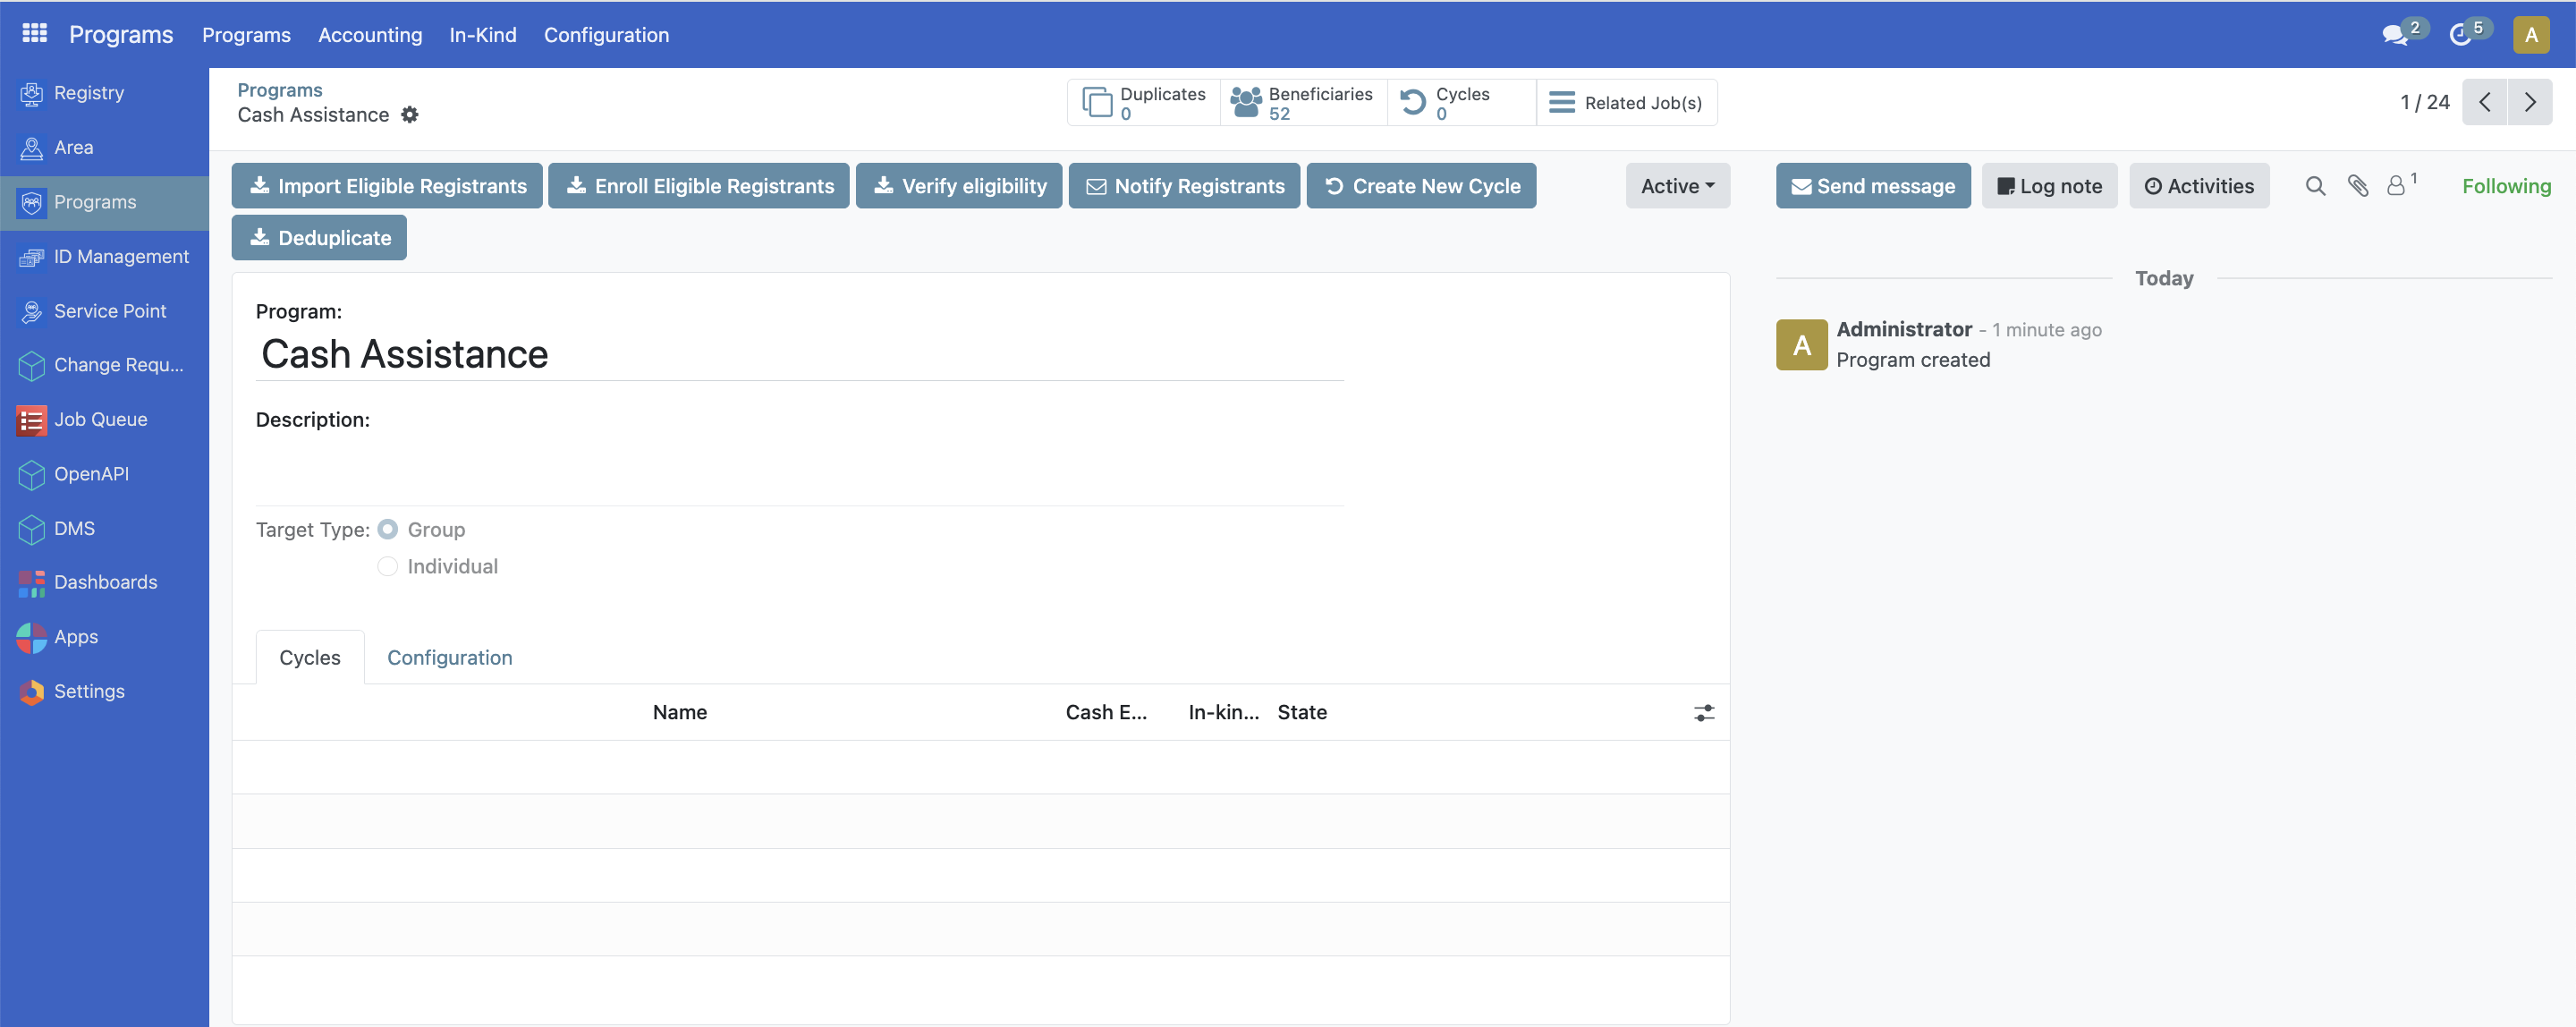 Programs
Programs
Accounting
In-Kind
Configuration
2
5
A
Registry
Area
Programs
ID Management
Service Point
Change Requ...
Job Queue
OpenAPI
DMS
Dashboards
Apps
Settings
Programs
Cash Assistance
Duplicates
0
Beneficiaries
52
Cycles
0
Related Job(s)
1 / 24
Import Eligible Registrants
Enroll Eligible Registrants
Verify eligibility
Notify Registrants
Create New Cycle
Active
Deduplicate
Send message
Log note
Activities
1
Following
Program:
Cash Assistance
Description:
Target Type:
Group
Individual
Cycles
Configuration
Name
Cash E...
In-kin...
State
Today
A
Administrator - 1 minute ago
Program created